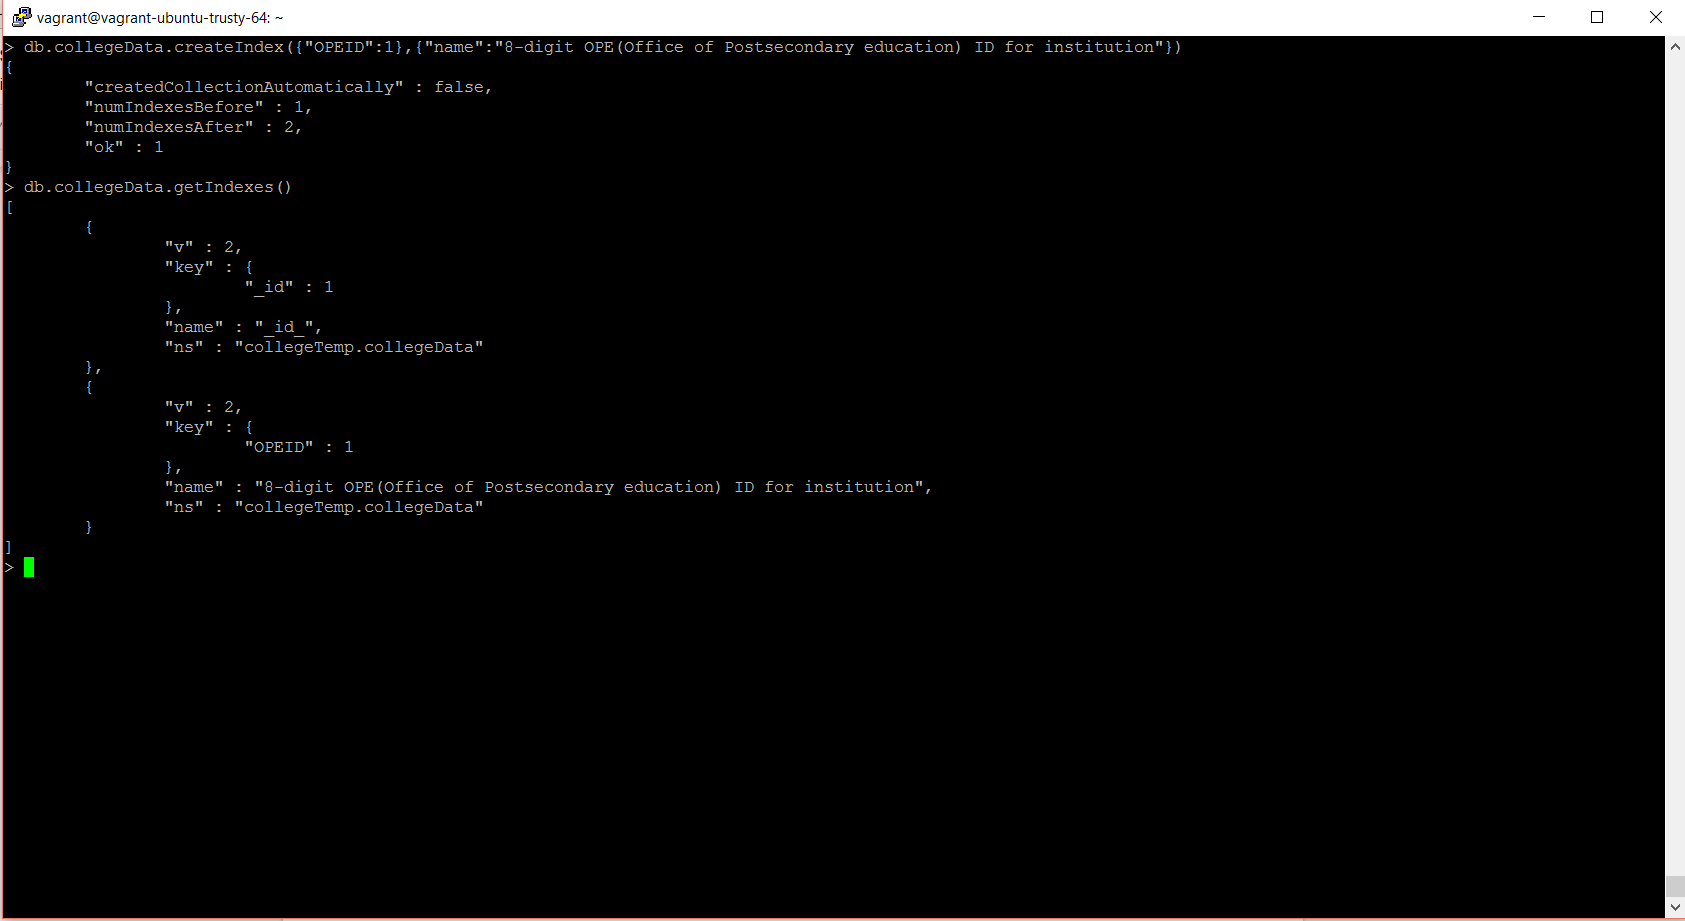 vagrant@vagrant-ubuntu-trusty-64: ~
> db.collegeData.createIndex({"OPEID":1},{"name":"8-digit OPE(Office of Postsecondary education) ID for institution"})
{
        "createdCollectionAutomatically" : false,
        "numIndexesBefore" : 1,
        "numIndexesAfter" : 2,
        "ok" : 1
}
> db.collegeData.getIndexes()
[
        {
                "v" : 2,
                "key" : {
                        "_id" : 1
                },
                "name" : "_id_",
                "ns" : "collegeTemp.collegeData"
        },
        {
                "v" : 2,
                "key" : {
                        "OPEID" : 1
                },
                "name" : "8-digit OPE(Office of Postsecondary education) ID for institution",
                "ns" : "collegeTemp.collegeData"
        }
]
>